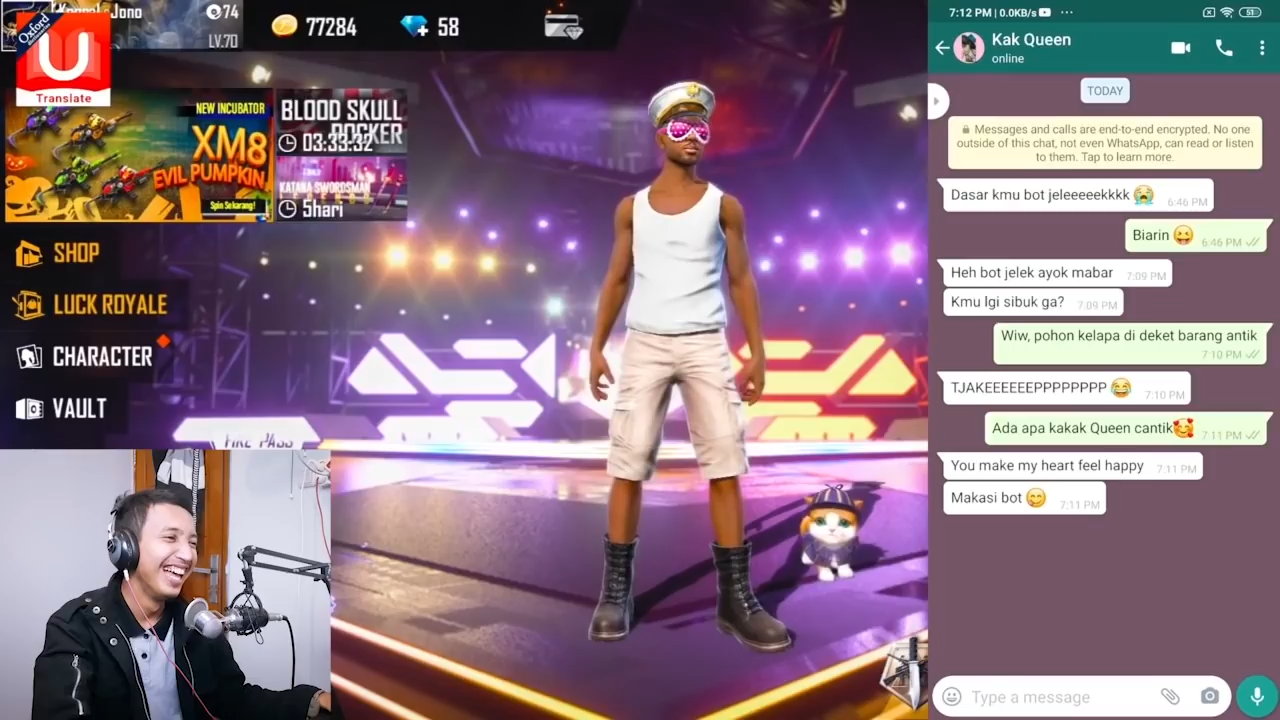 Jono
74
LV.70
Oxford
U
Translate
77284
58
NEW INCUBATOR
XM8
EVIL PUMPKIN
Spin Sekarang!
BLOOD SKULL
ROCKER
03:33:32
KATANA SWORDSMAN
5hari
SHOP
LUCK ROYALE
CHARACTER
VAULT
FIRE PASS
7:12 PM | 0.0KB/s
51
Kak Queen
online
TODAY
Messages and calls are end-to-end encrypted. No one
outside of this chat, not even WhatsApp, can read or listen
to them. Tap to learn more.
Dasar kmu bot jeleeeeekkkk 😭 6:46 PM
Biarin 😝 6:46 PM
Heh bot jelek ayok mabar 7:09 PM
Kmu lgi sibuk ga? 7:09 PM
Wiw, pohon kelapa di deket barang antik
7:10 PM
TJAKEEEEEEPPPPPPPP 😂 7:10 PM
Ada apa kakak Queen cantik🥰 7:11 PM
You make my heart feel happy 7:11 PM
Makasi bot 😋 7:11 PM
Type a message